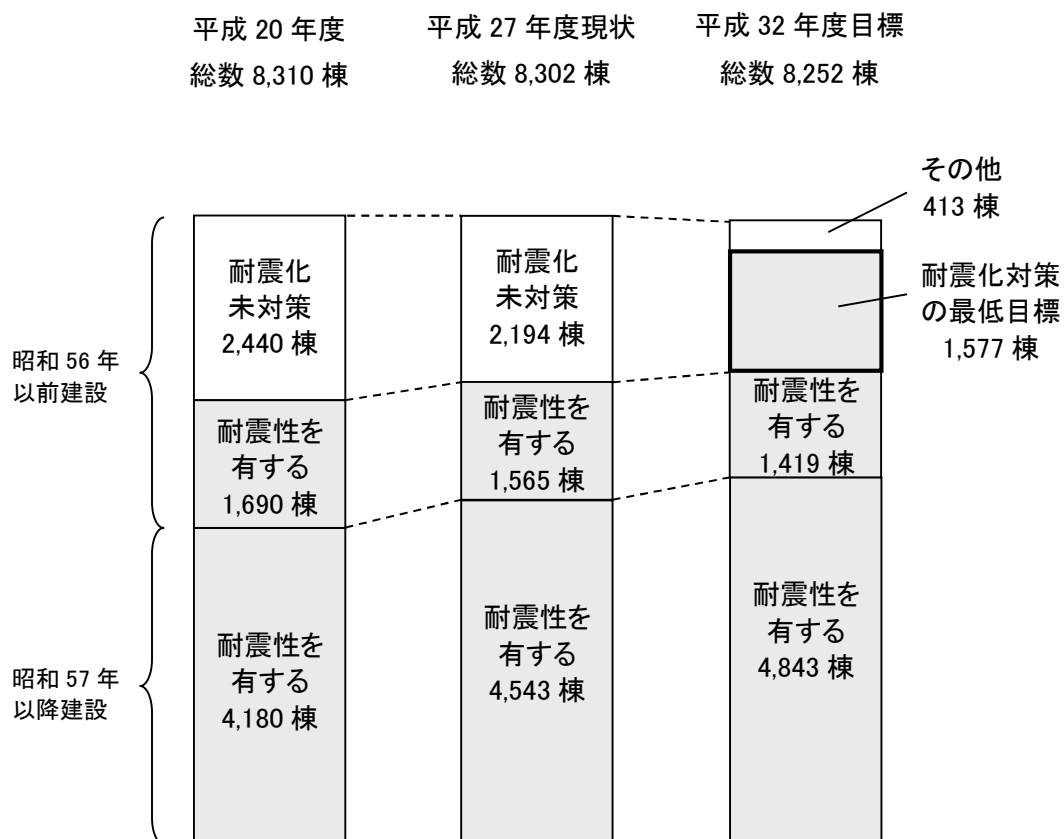 平成 20 年度
総数 8,310 棟
平成 27 年度現状
総数 8,302 棟
平成 32 年度目標
総数 8,252 棟
昭和 56 年
以前建設
昭和 57 年
以降建設
耐震化
未対策
2,440 棟
耐震性を
有する
1,690 棟
耐震性を
有する
4,180 棟
耐震化
未対策
2,194 棟
耐震性を
有する
1,565 棟
耐震性を
有する
4,543 棟
その他
413 棟
耐震化対策
の最低目標
1,577 棟
耐震性を
有する
1,419 棟
耐震性を
有する
4,843 棟